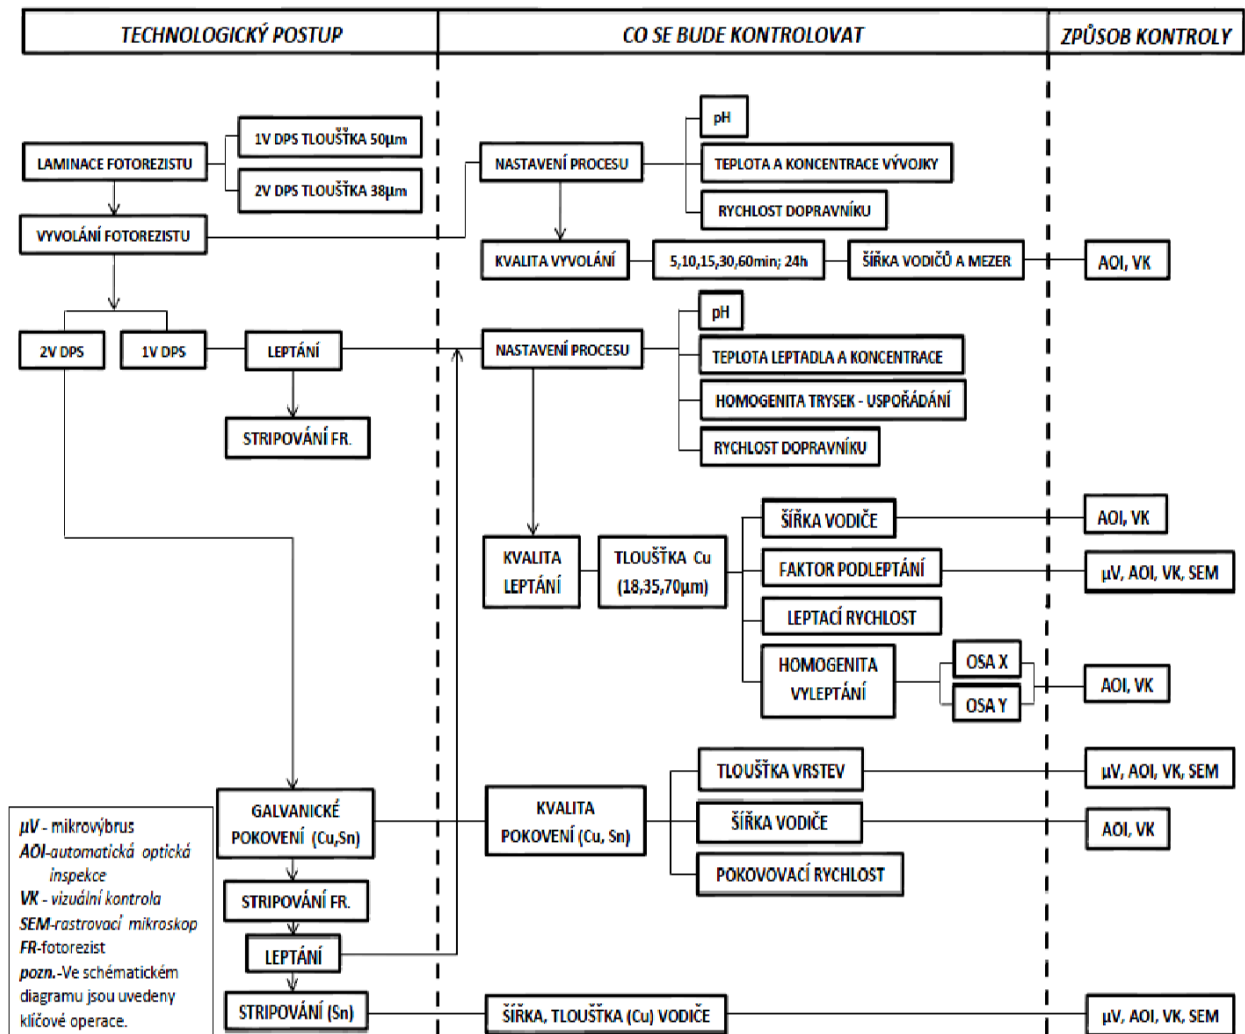 TECHNOLOGICKÝ POSTUP
CO SE BUDE KONTROLOVAT
ZPŮSOB KONTROLY
LAMINACE FOTOREZISTU
1V DPS TLOUŠŤKA 50µm
2V DPS TLOUŠŤKA 38µm
VYVOLÁNÍ FOTOREZISTU
NASTAVENÍ PROCESU
pH
TEPLOTA A KONCENTRACE VÝVOJKY
RYCHLOST DOPRAVNÍKU
KVALITA VYVOLÁNÍ
5,10,15,30,60min; 24h
ŠÍŘKA VODIČŮ A MEZER
AOI, VK
2V DPS
1V DPS
LEPTÁNÍ
STRIPOVÁNÍ FR.
NASTAVENÍ PROCESU
pH
TEPLOTA LEPTADLA A KONCENTRACE
HOMOGENITA TRYSEK - USPOŘÁDÁNÍ
RYCHLOST DOPRAVNÍKU
KVALITA
LEPTÁNÍ
TLOUŠŤKA Cu
(18,35,70µm)
ŠÍŘKA VODIČE
AOI, VK
FAKTOR PODLEPTÁNÍ
µV, AOI, VK, SEM
LEPTACÍ RYCHLOST
HOMOGENITA
VYLEPTÁNÍ
OSA X
OSA Y
AOI, VK
GALVANICKÉ
POKOVENÍ (Cu,Sn)
KVALITA
POKOVENÍ (Cu, Sn)
TLOUŠŤKA VRSTEV
µV, AOI, VK, SEM
ŠÍŘKA VODIČE
AOI, VK
POKOVOVACÍ RYCHLOST
STRIPOVÁNÍ FR.
LEPTÁNÍ
STRIPOVÁNÍ (Sn)
ŠÍŘKA, TLOUŠŤKA (Cu) VODIČE
µV, AOI, VK, SEM
µV - mikrovýbrus
AOI-automatická optická
inspekce
VK - vizuální kontrola
SEM-rastrovací mikroskop
FR-fotorezist
pozn.-Ve schématickém
diagramu jsou uvedeny
klíčové operace.